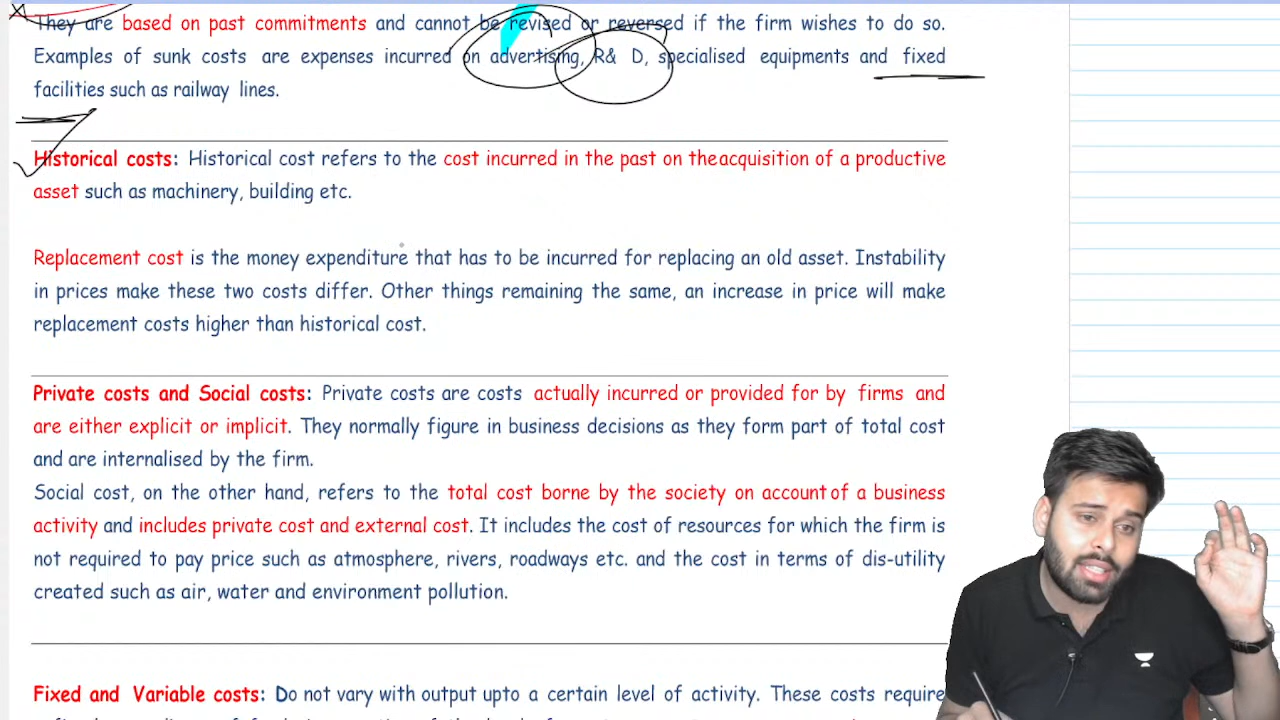 They are based on past commitments and cannot be revised or reversed if the firm wishes to do so.
Examples of sunk costs are expenses incurred on advertising, R& D, specialised equipments and fixed
facilities such as railway lines.
Historical costs: Historical cost refers to the cost incurred in the past on theacquisition of a productive
asset such as machinery, building etc.
Replacement cost is the money expenditure that has to be incurred for replacing an old asset. Instability
in prices make these two costs differ. Other things remaining the same, an increase in price will make
replacement costs higher than historical cost.
Private costs and Social costs: Private costs are costs actually incurred or provided for by firms and
are either explicit or implicit. They normally figure in business decisions as they form part of total cost
and are internalised by the firm.
Social cost, on the other hand, refers to the total cost borne by the society on account of a business
activity and includes private cost and external cost. It includes the cost of resources for which the firm is
not required to pay price such as atmosphere, rivers, roadways etc. and the cost in terms of dis-utility
created such as air, water and environment pollution.
Fixed and Variable costs: Do not vary with output upto a certain level of activity. These costs require